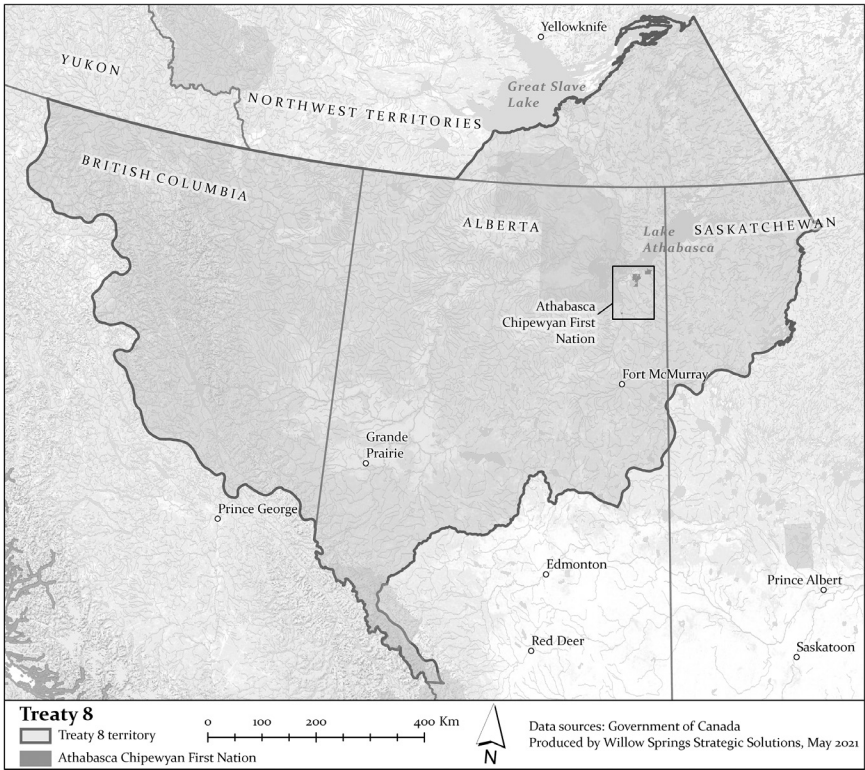 Yellowknife
YUKON
Great Slave
Lake
NORTHWEST TERRITORIES
BRITISH COLUMBIA
ALBERTA
SASKATCHEWAN
Lake
Athabasca
Athabasca
Chipewyan First
Nation
Fort McMurray
Grande
Prairie
Prince George
Edmonton
Prince Albert
Red Deer
Saskatoon
Treaty 8
Treaty 8 territory
Athabasca Chipewyan First Nation
0 100 200 400 Km
N
Data sources: Government of Canada
Produced by Willow Springs Strategic Solutions, May 2021